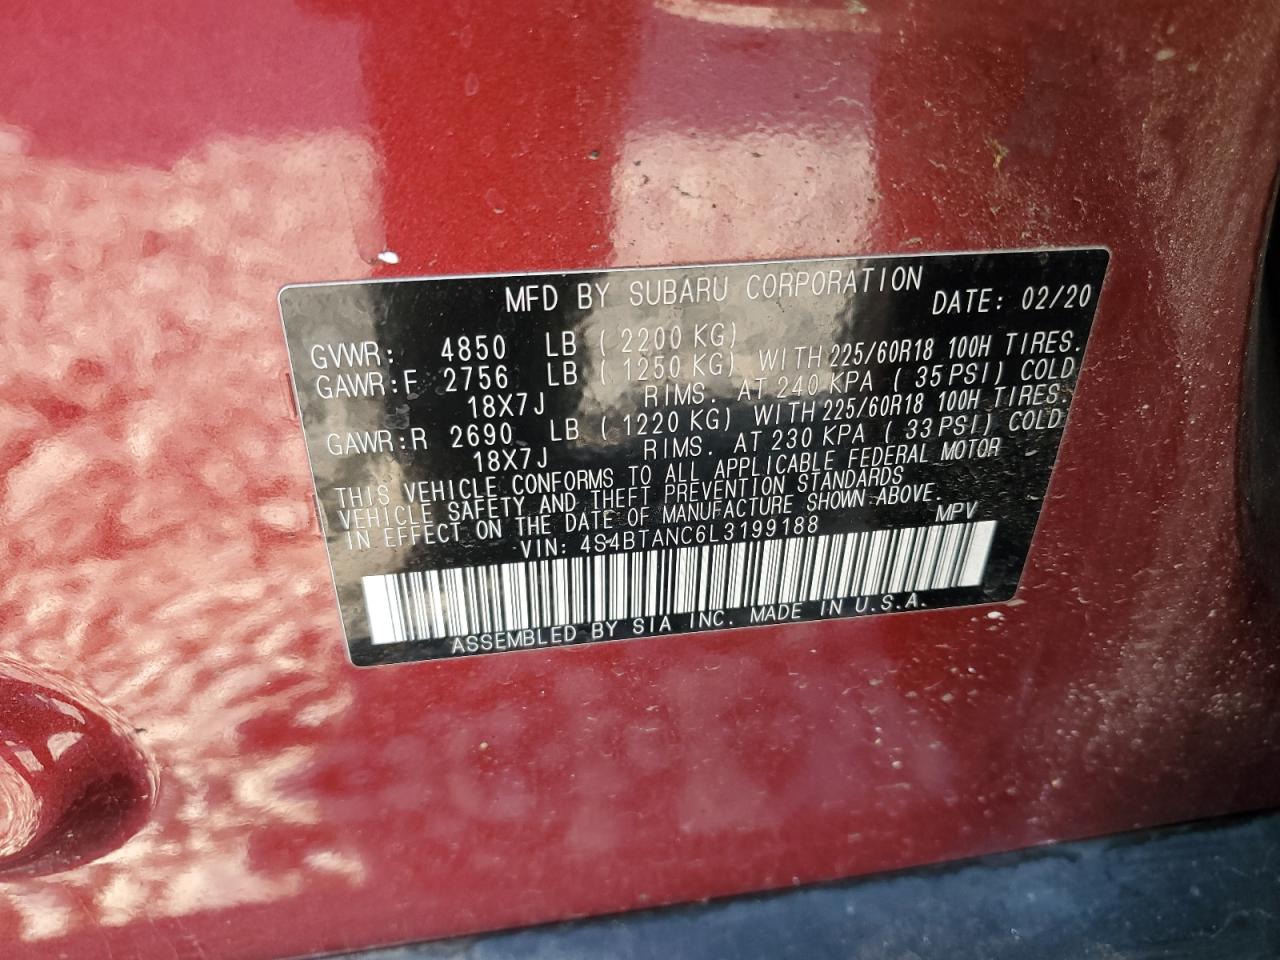 MFD BY SUBARU CORPORATION DATE: 02/20
GVWR: 4850 LB ( 2200 KG)
GAWR:F 2756 LB ( 1250 KG) WITH 225/60R18 100H TIRES.
18X7J RIMS. AT 240 KPA ( 35 PSI) COLD
GAWR:R 2690 LB ( 1220 KG) WITH 225/60R18 100H TIRES.
18X7J RIMS. AT 230 KPA ( 33 PSI) COLD
THIS VEHICLE CONFORMS TO ALL APPLICABLE FEDERAL MOTOR
VEHICLE SAFETY AND THEFT PREVENTION STANDARDS
IN EFFECT ON THE DATE OF MANUFACTURE SHOWN ABOVE.
VIN: 4S4BTANC6L3199188 MPV
ASSEMBLED BY SIA INC. MADE IN U.S.A.